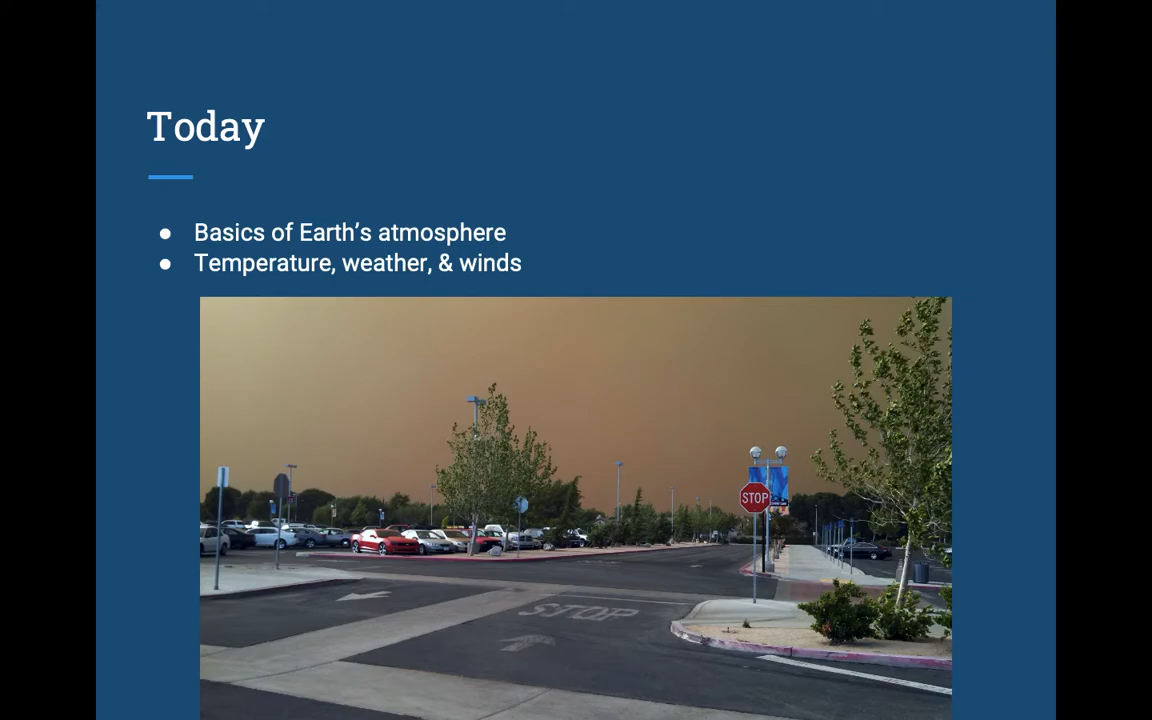 Today
● Basics of Earth’s atmosphere
● Temperature, weather, & winds
STOP
STOP